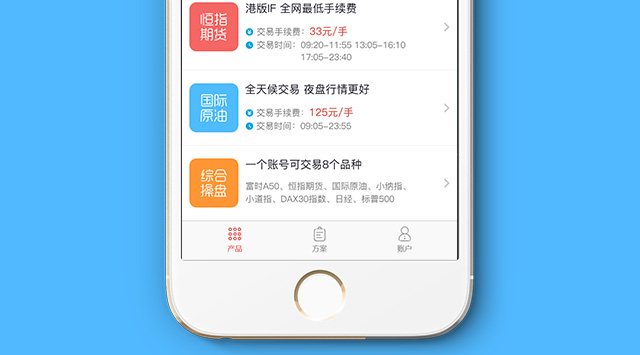 恒指
期货
港版IF 全网最低手续费
交易手续费：33元/手
交易时间：09:20-11:55 13:05-16:10
17:05-23:40
国际
原油
全天候交易 夜盘行情更好
交易手续费：125元/手
交易时间：09:05-23:55
综合
操盘
一个账号可交易8个品种
富时A50、恒指期货、国际原油、小纳指、
小道指、DAX30指数、日经、标普500
产品
方案
账户